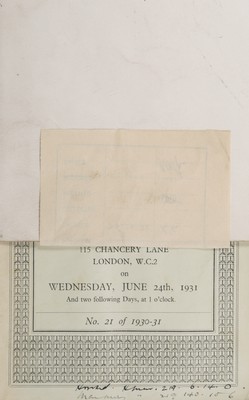 115 CHANCERY LANE
LONDON, W.C.2
on
WEDNESDAY, JUNE 24th, 1931
And two following Days, at 1 o'clock.
No. 21 of 1930-31